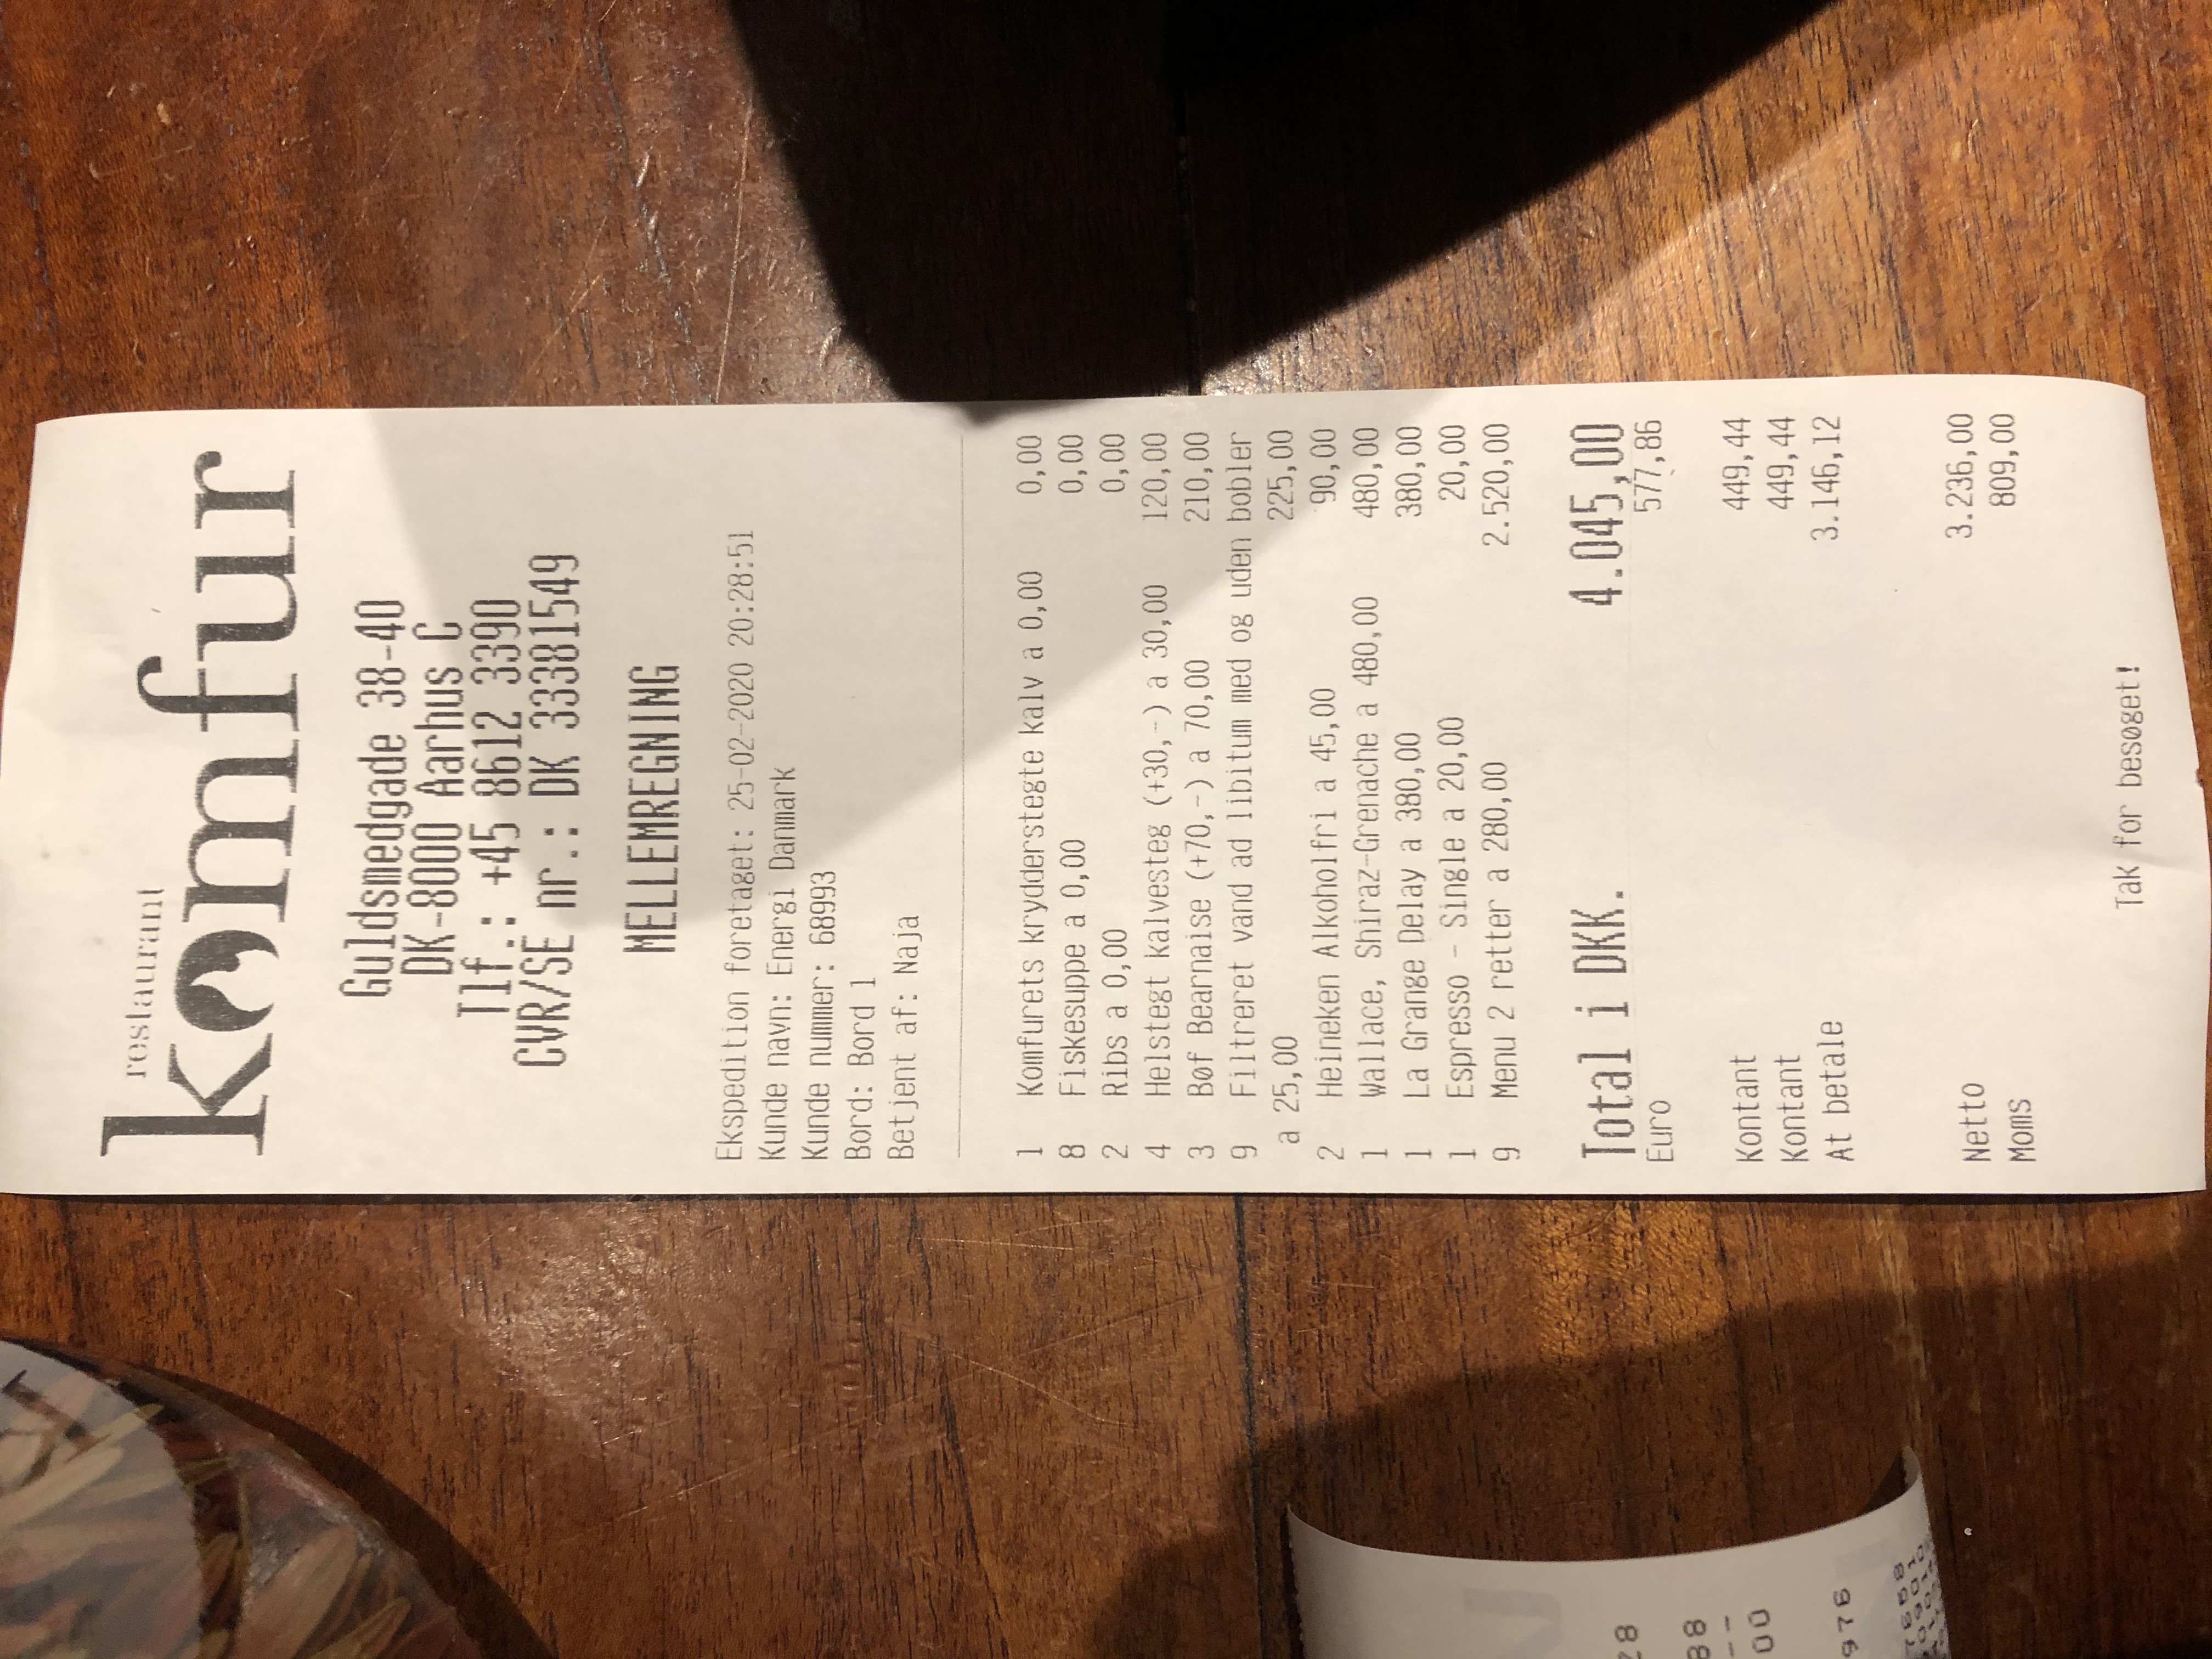 restaurant
komfur
Guldsmedgade 38-40
DK-8000 Aarhus C
Tlf.: +45 8612 3390
CVR/SE nr.: DK 33381549
MELLEMREGNING
Ekspedition foretaget: 25-02-2020 20:28:51
Kunde navn: Energi Danmark
Kunde nummer: 68993
Bord: Bord 1
Betjent af: Naja
1 Komfurets krydderstegte kalv a 0,00 0,00
8 Fiskesuppe a 0,00 0,00
2 Ribs a 0,00 0,00
4 Helstegt kalvesteg (+30,-) a 30,00 120,00
3 Bøf Bearnaise (+70,-) a 70,00 210,00
9 Filtreret vand ad libitum med og uden bobler
a 25,00 225,00
2 Heineken Alkoholfri a 45,00 90,00
1 Wallace, Shiraz-Grenache a 480,00 480,00
1 La Grange Delay a 380,00 380,00
1 Espresso - Single a 20,00 20,00
9 Menu 2 retter a 280,00 2.520,00
Total i DKK. 4.045,00
Euro 577,86
Kontant 449,44
Kontant 449,44
At betale 3.146,12
Netto 3.236,00
Moms 809,00
Tak for besøget!
88
--
00
976
7658